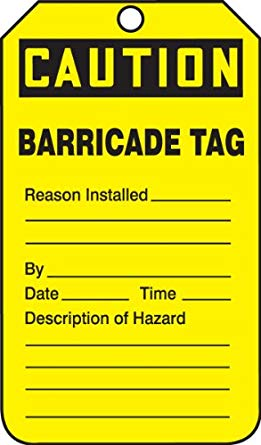 CAUTION
BARRICADE TAG
Reason Installed
By
Date Time
Description of Hazard